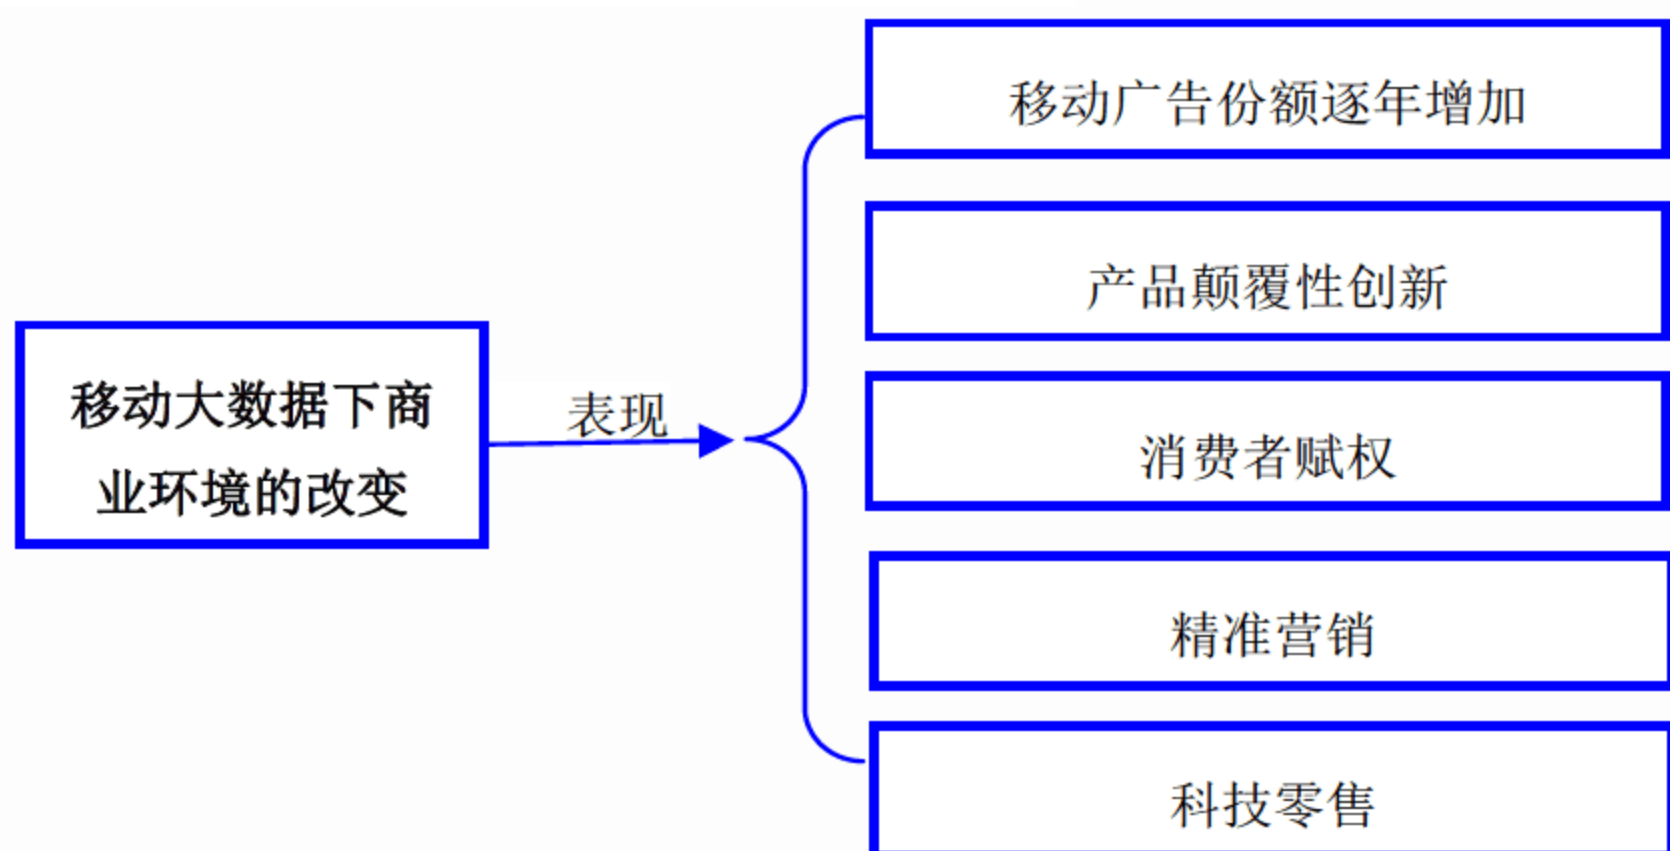 移动大数据下商
业环境的改变
表现
移动广告份额逐年增加
产品颠覆性创新
消费者赋权
精准营销
科技零售